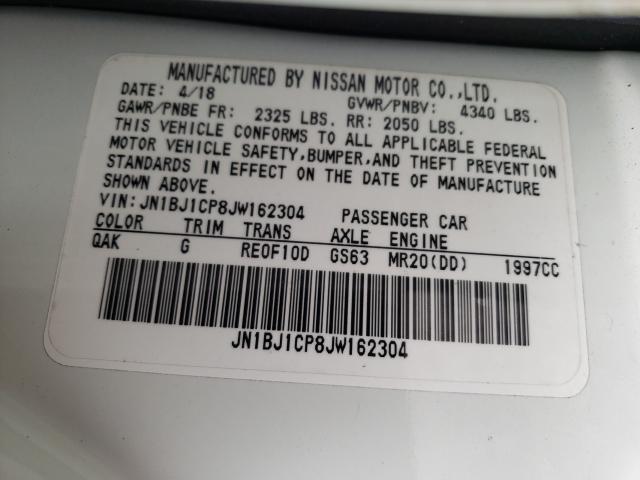 MANUFACTURED BY NISSAN MOTOR CO.,LTD.
DATE: 4/18 GVWR/PNBV: 4340 LBS.
GAWR/PNBE FR: 2325 LBS. RR: 2050 LBS.
THIS VEHICLE CONFORMS TO ALL APPLICABLE FEDERAL
MOTOR VEHICLE SAFETY,BUMPER,AND THEFT PREVENTION
STANDARDS IN EFFECT ON THE DATE OF MANUFACTURE
SHOWN ABOVE.
VIN:JN1BJ1CP8JW162304 PASSENGER CAR
COLOR TRIM TRANS AXLE ENGINE
QAK G RE0F10D GS63 MR20(DD) 1997CC
JN1BJ1CP8JW162304